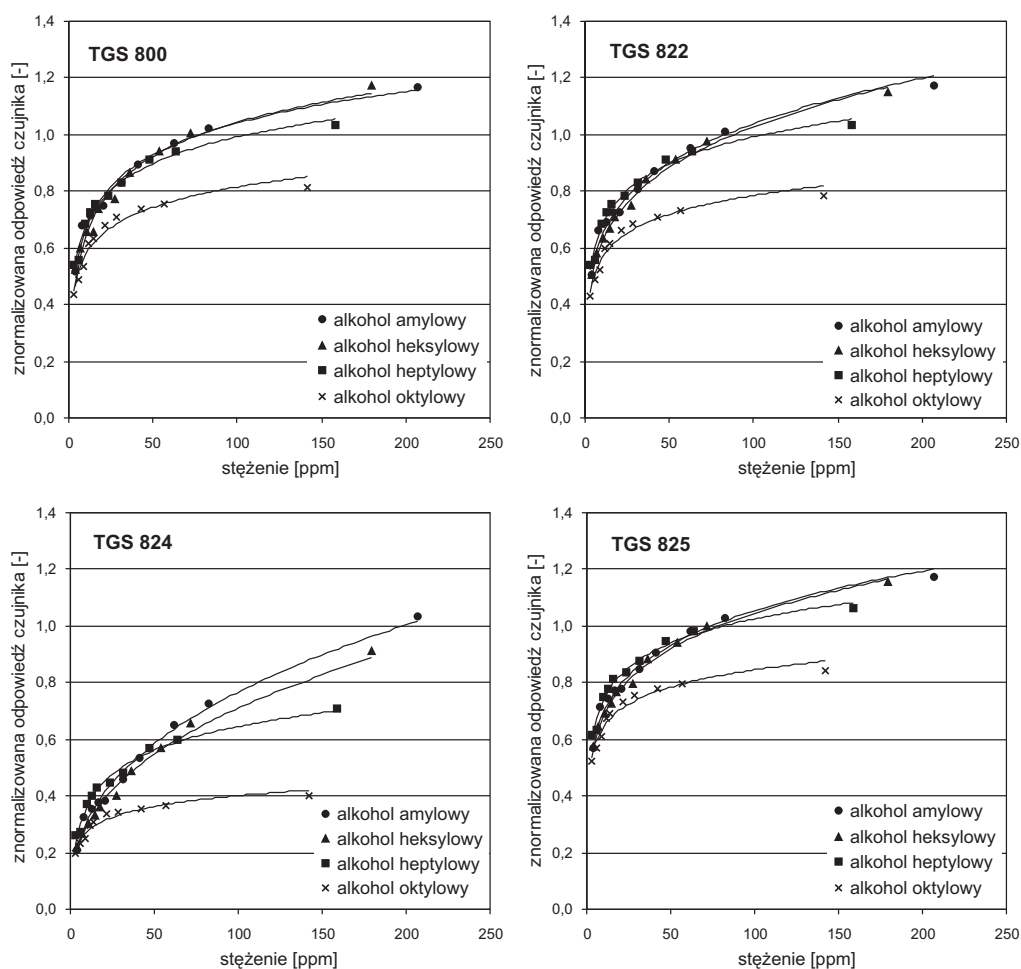 TGS 800
znormalizowana odpowiedź czujnika [-]
1,4
1,2
1,0
0,8
0,6
0,4
0,2
0,0
alkohol amylowy
alkohol heksylowy
alkohol heptylowy
alkohol oktylowy
0 50 100 150 200 250
stężenie [ppm]
TGS 822
znormalizowana odpowiedź czujnika [-]
1,4
1,2
1,0
0,8
0,6
0,4
0,2
0,0
alkohol amylowy
alkohol heksylowy
alkohol heptylowy
alkohol oktylowy
0 50 100 150 200 250
stężenie [ppm]
TGS 824
znormalizowana odpowiedź czujnika [-]
1,4
1,2
1,0
0,8
0,6
0,4
0,2
0,0
alkohol amylowy
alkohol heksylowy
alkohol heptylowy
alkohol oktylowy
0 50 100 150 200 250
stężenie [ppm]
TGS 825
znormalizowana odpowiedź czujnika [-]
1,4
1,2
1,0
0,8
0,6
0,4
0,2
0,0
alkohol amylowy
alkohol heksylowy
alkohol heptylowy
alkohol oktylowy
0 50 100 150 200 250
stężenie [ppm]